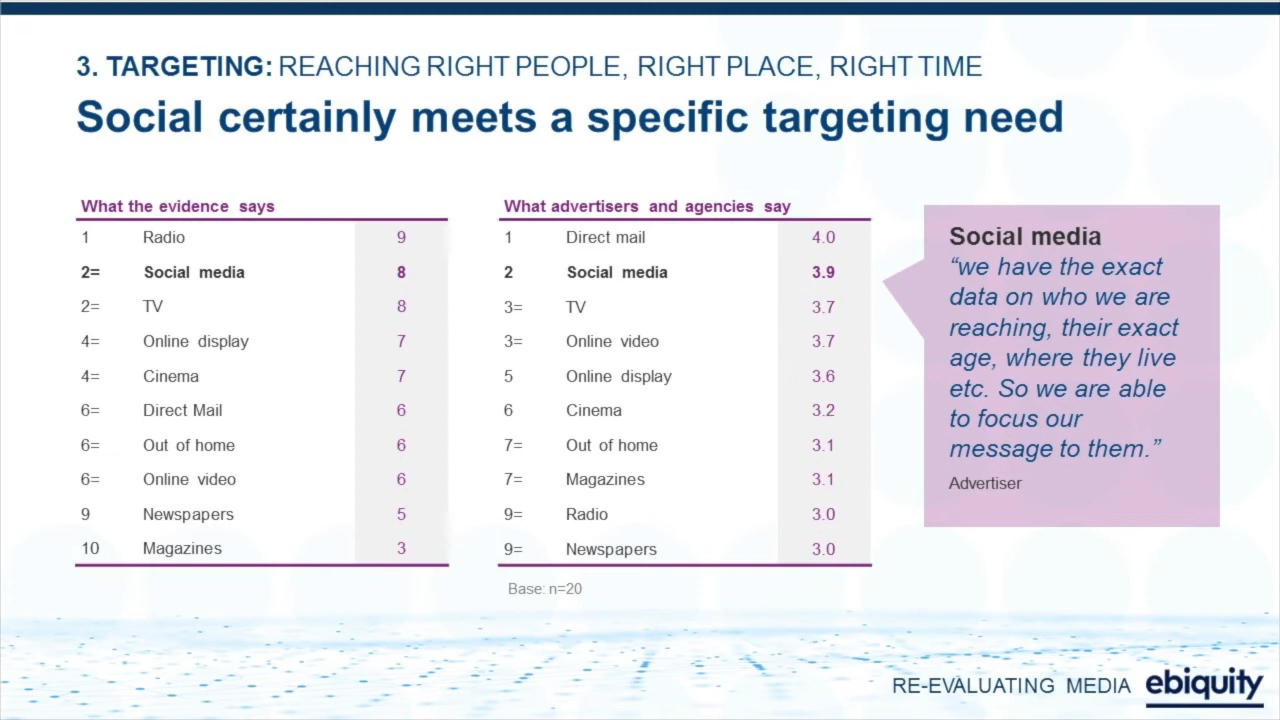 3. TARGETING: REACHING RIGHT PEOPLE, RIGHT PLACE, RIGHT TIME
Social certainly meets a specific targeting need
What the evidence says
1 Radio 9
2= Social media 8
2= TV 8
4= Online display 7
4= Cinema 7
6= Direct Mail 6
6= Out of home 6
6= Online video 6
9 Newspapers 5
10 Magazines 3
What advertisers and agencies say
1 Direct mail 4.0
2 Social media 3.9
3= TV 3.7
3= Online video 3.7
5 Online display 3.6
6 Cinema 3.2
7= Out of home 3.1
7= Magazines 3.1
9= Radio 3.0
9= Newspapers 3.0
Base: n=20
Social media
“we have the exact
data on who we are
reaching, their exact
age, where they live
etc. So we are able
to focus our
message to them.”
Advertiser
RE-EVALUATING MEDIA ebiquity